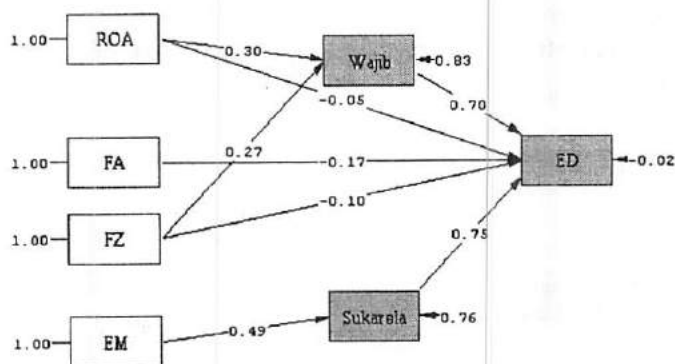 1.00 ROA
0.30
Wajib
0.83
-0.05
0.70
0.27
1.00 FA
-0.17
ED
-0.02
-0.10
1.00 FZ
0.75
Sukarela
0.76
0.49
1.00 EM